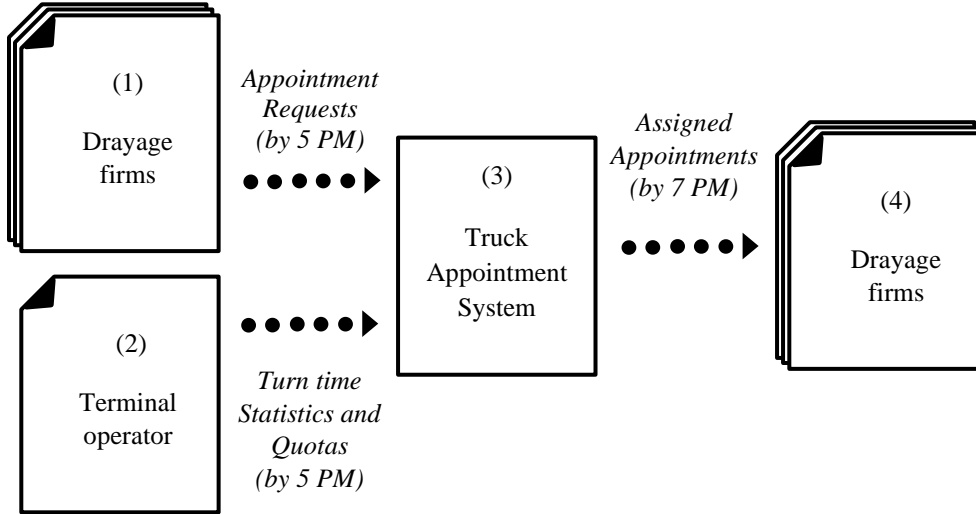 (1)
Drayage
firms
Appointment
Requests
(by 5 PM)
(2)
Terminal
operator
Turn time
Statistics and
Quotas
(by 5 PM)
(3)
Truck
Appointment
System
Assigned
Appointments
(by 7 PM)
(4)
Drayage
firms